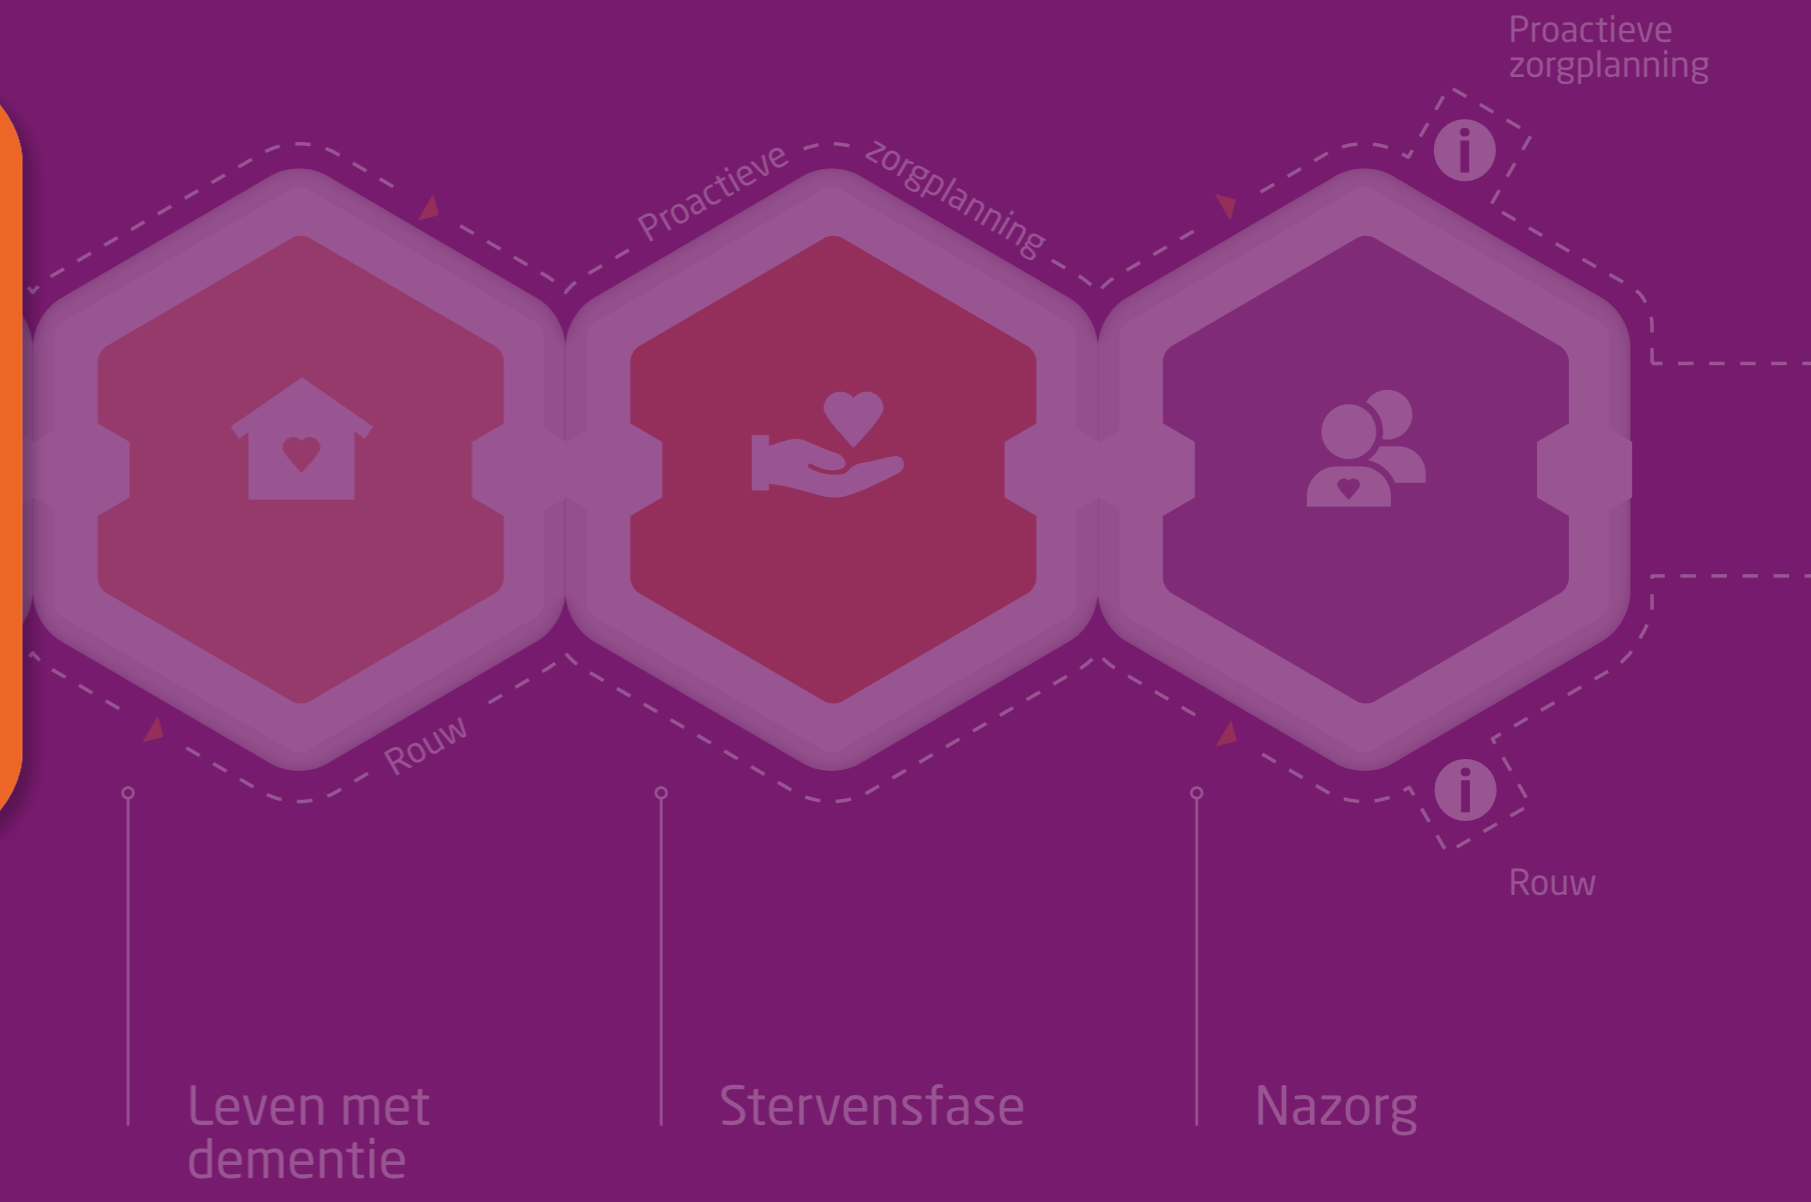 Proactieve
zorgplanning
Proactieve zorgplanning
Rouw
Rouw
Leven met
dementie
Stervensfase
Nazorg